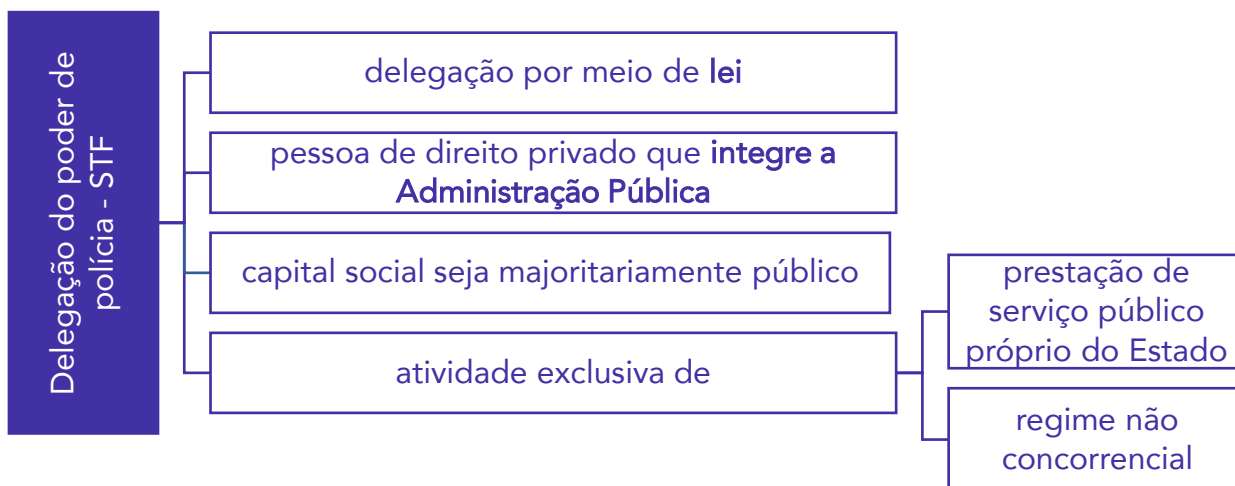 Delegação do poder de
polícia - STF
delegação por meio de lei
pessoa de direito privado que integre a
Administração Pública
capital social seja majoritariamente público
atividade exclusiva de
prestação de
serviço público
próprio do Estado
regime não
concorrencial